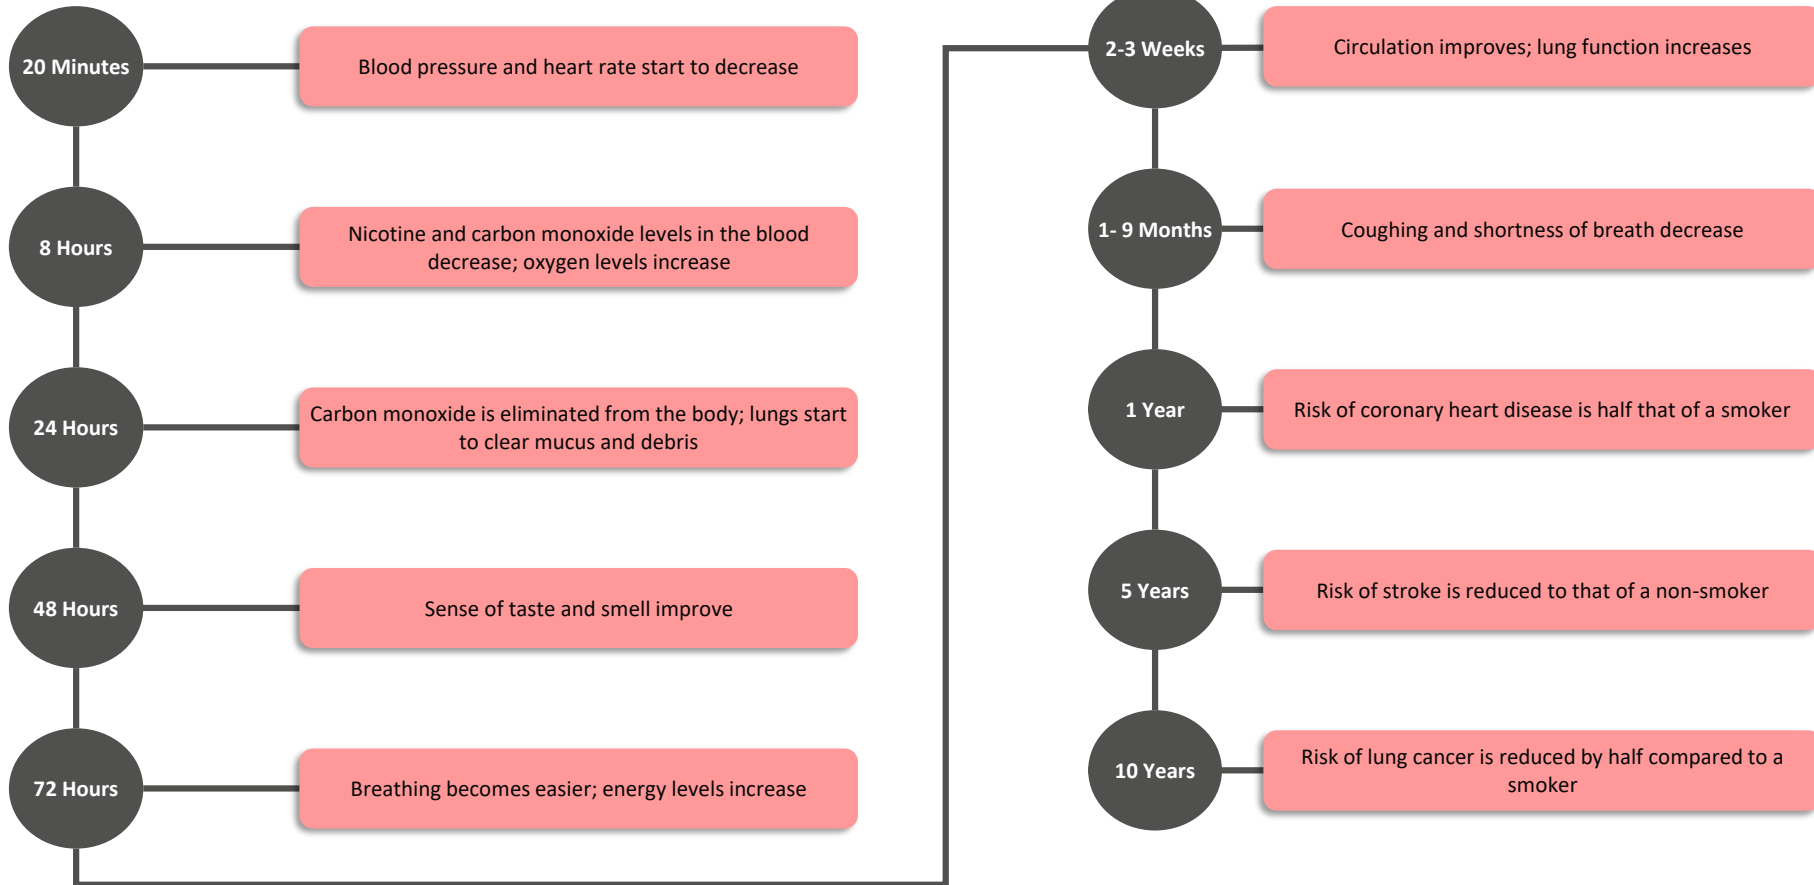 20 Minutes
Blood pressure and heart rate start to decrease
8 Hours
Nicotine and carbon monoxide levels in the blood
decrease; oxygen levels increase
24 Hours
Carbon monoxide is eliminated from the body; lungs start
to clear mucus and debris
48 Hours
Sense of taste and smell improve
72 Hours
Breathing becomes easier; energy levels increase
2-3 Weeks
Circulation improves; lung function increases
1- 9 Months
Coughing and shortness of breath decrease
1 Year
Risk of coronary heart disease is half that of a smoker
5 Years
Risk of stroke is reduced to that of a non-smoker
10 Years
Risk of lung cancer is reduced by half compared to a
smoker